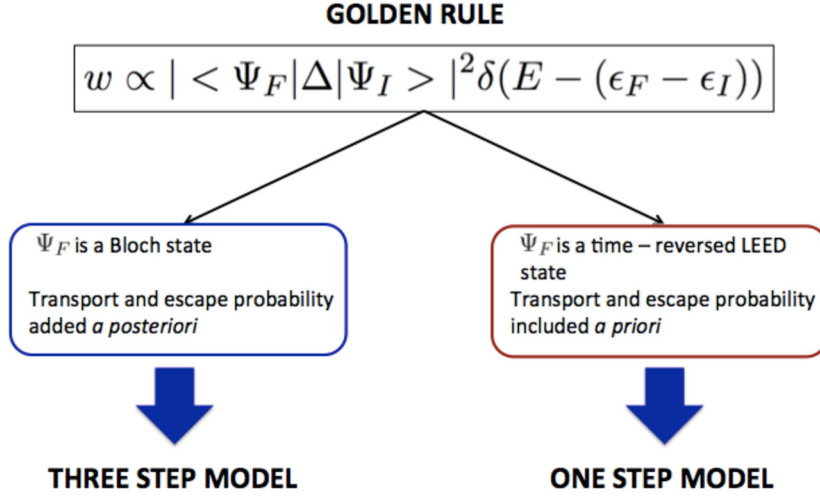 GOLDEN RULE
w ∝ | < Ψ_F|Δ|Ψ_I > |²δ(E − (ϵ_F − ϵ_I))
Ψ_F is a Bloch state
Transport and escape probability
added a posteriori
Ψ_F is a time – reversed LEED
state
Transport and escape probability
included a priori
THREE STEP MODEL
ONE STEP MODEL